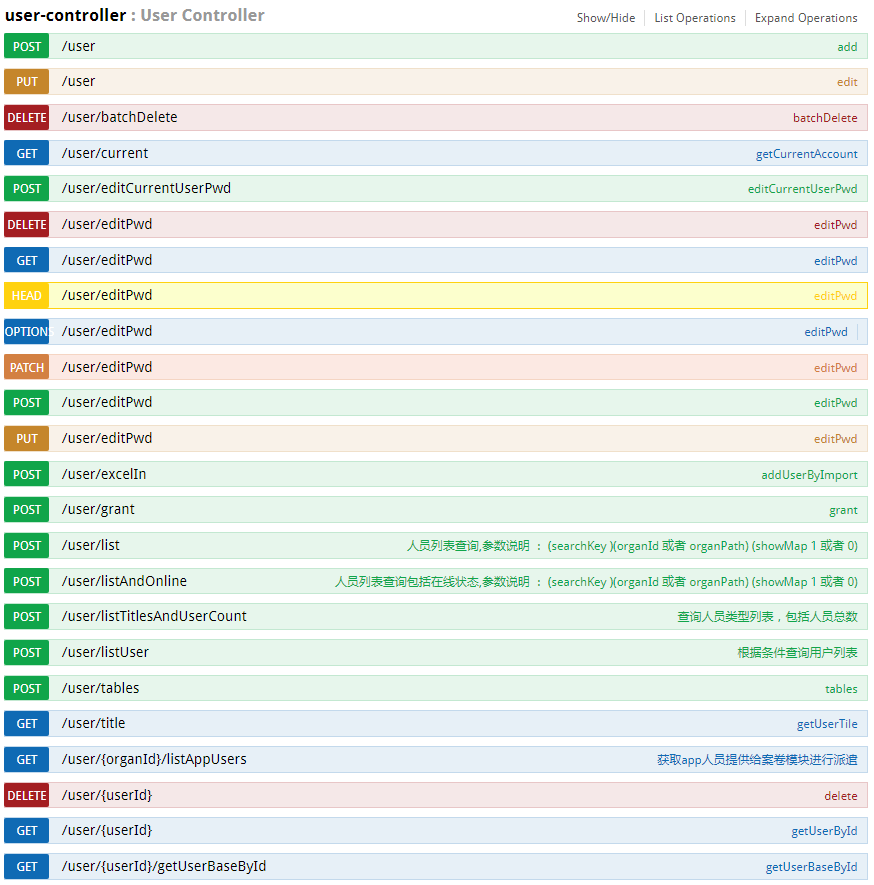 user-controller : User Controller Show/Hide List Operations Expand Operations
POST /user add
PUT /user edit
DELETE /user/batchDelete batchDelete
GET /user/current getCurrentAccount
POST /user/editCurrentUserPwd editCurrentUserPwd
DELETE /user/editPwd editPwd
GET /user/editPwd editPwd
HEAD /user/editPwd editPwd
OPTIONS /user/editPwd editPwd
PATCH /user/editPwd editPwd
POST /user/editPwd editPwd
PUT /user/editPwd editPwd
POST /user/excelIn addUserByImport
POST /user/grant grant
POST /user/list 人员列表查询,参数说明 : (searchKey )(organId 或者 organPath) (showMap 1 或者 0)
POST /user/listAndOnline 人员列表查询包括在线状态,参数说明 : (searchKey )(organId 或者 organPath) (showMap 1 或者 0)
POST /user/listTitlesAndUserCount 查询人员类型列表，包括人员总数
POST /user/listUser 根据条件查询用户列表
POST /user/tables tables
GET /user/title getUserTile
GET /user/{organId}/listAppUsers 获取app人员提供给案卷模块进行派遣
DELETE /user/{userId} delete
GET /user/{userId} getUserById
GET /user/{userId}/getUserBaseById getUserBaseById